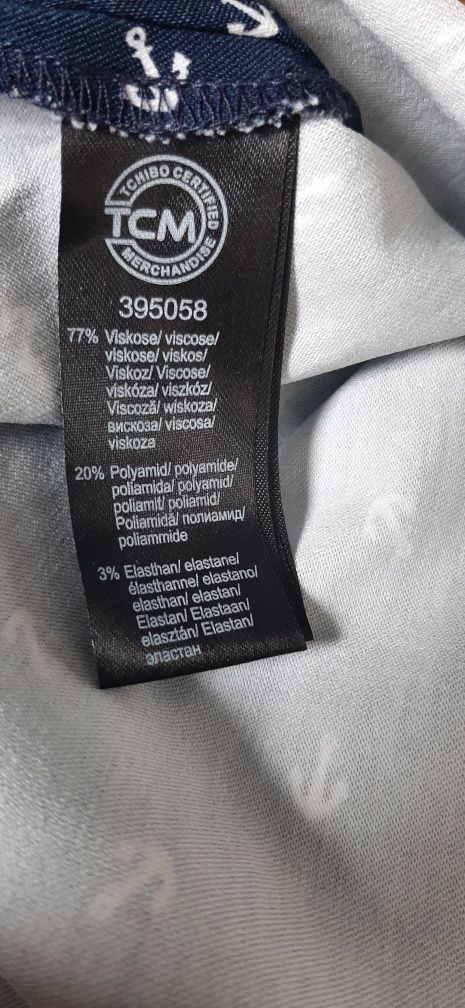 TCHIBO CERTIFIED
TCM
MERCHANDISE
395058
77% Viskose/ viscose/
viskose/ viskos/
Viskoz/ Viscose/
viskóza/ viszkóz/
Viscoză/ wiskoza/
вискоза/ viscosa/
viskoza
20% Polyamid/ polyamide/
poliamida/ polyamid/
poliamit/ poliamid/
Poliamidă/ полиамид/
poliammide
3% Elasthan/ elastane/
élasthanne/ elastano/
elasthan/ elastan/
Elastan/ Elastaan/
elasztán/ Elastan/
эластан